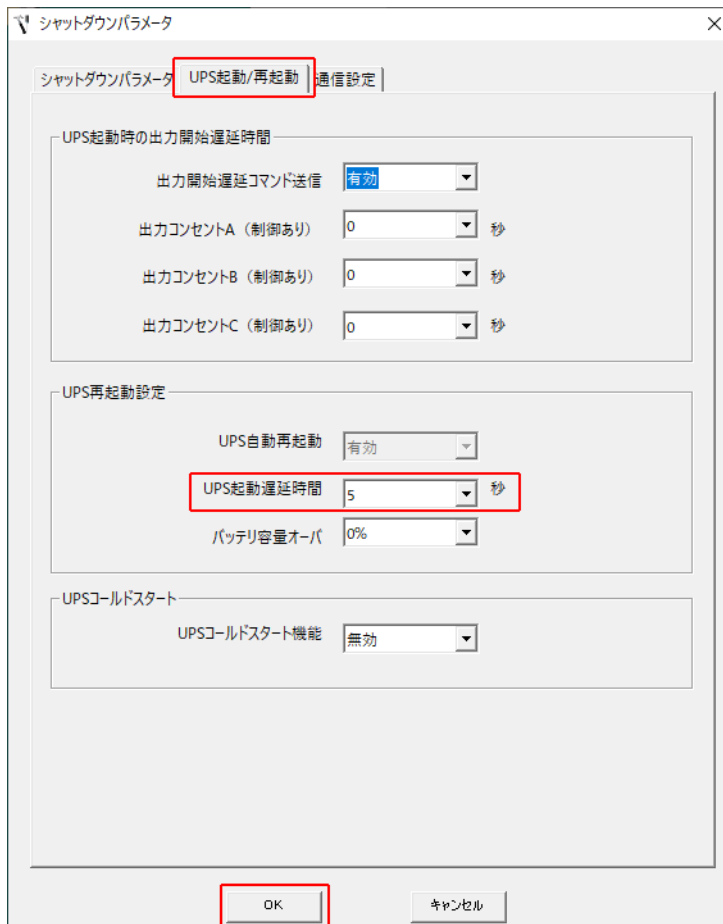 シャットダウンパラメータ
シャットダウンパラメータ UPS起動/再起動 通信設定
UPS起動時の出力開始遅延時間
出力開始遅延コマンド送信 有効
出力コンセントA（制御あり） 0 秒
出力コンセントB（制御あり） 0 秒
出力コンセントC（制御あり） 0 秒
UPS再起動設定
UPS自動再起動 有効
UPS起動遅延時間 5 秒
バッテリ容量オーバ 0%
UPSコールドスタート
UPSコールドスタート機能 無効
OK キャンセル